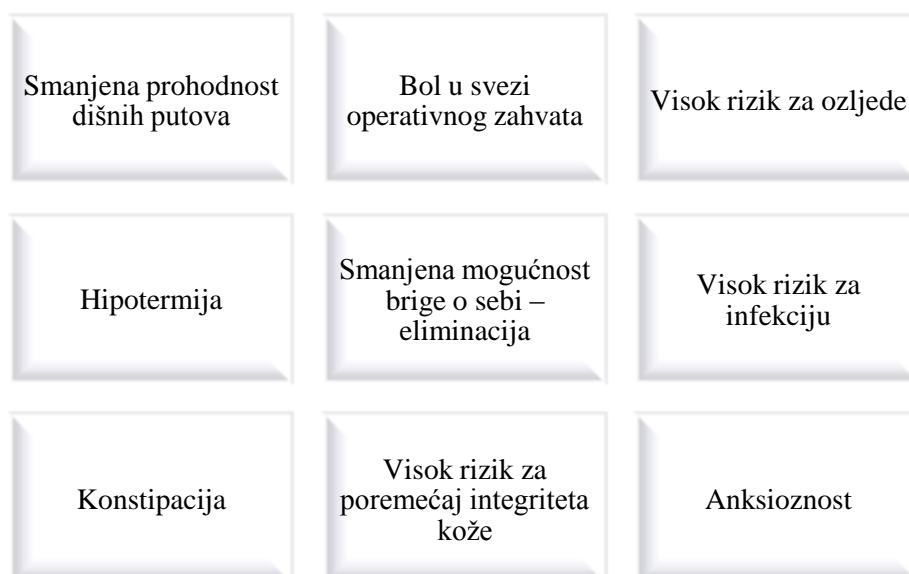 Smanjena prohodnost
dišnih putova
Bol u svezi
operativnog zahvata
Visok rizik za ozljede
Hipotermija
Smanjena mogućnost
brige o sebi –
eliminacija
Visok rizik za
infekciju
Konstipacija
Visok rizik za
poremećaj integriteta
kože
Anksioznost